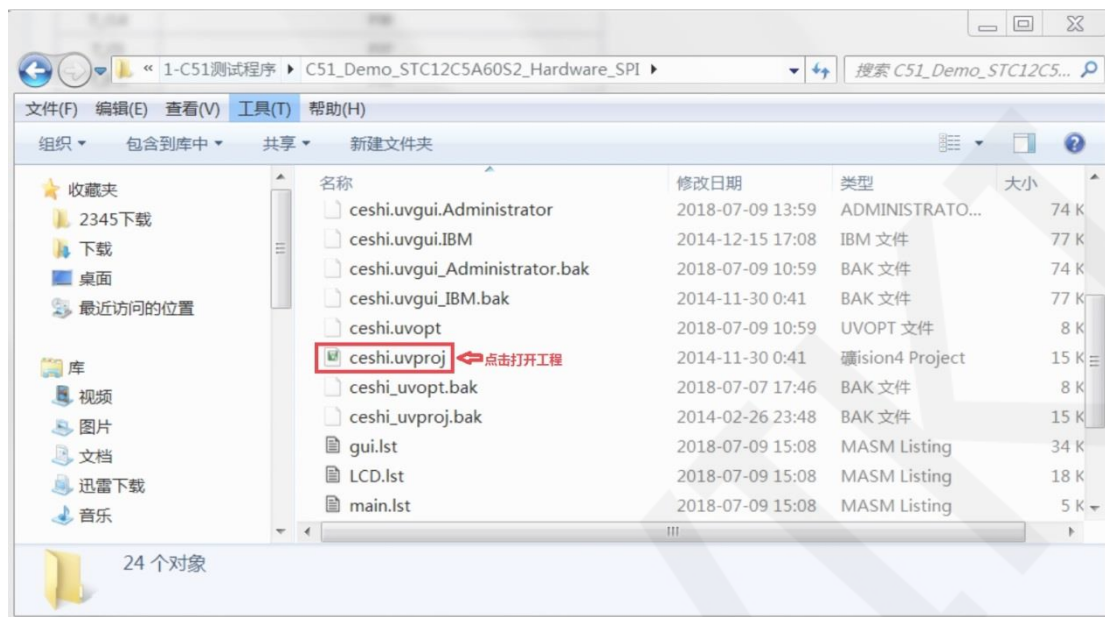 « 1-C51测试程序 ▸ C51_Demo_STC12C5A60S2_Hardware_SPI ▸ 搜索 C51_Demo_STC12C5...
文件(F) 编辑(E) 查看(V) 工具(T) 帮助(H)
组织 包含到库中 共享 新建文件夹
收藏夹
2345下载
下载
桌面
最近访问的位置
库
视频
图片
文档
迅雷下载
音乐
名称 修改日期 类型 大小
ceshi.uvgui.Administrator 2018-07-09 13:59 ADMINISTRATO... 74 K
ceshi.uvgui.IBM 2014-12-15 17:08 IBM 文件 77 K
ceshi.uvgui_Administrator.bak 2018-07-09 10:59 BAK 文件 74 K
ceshi.uvgui_IBM.bak 2014-11-30 0:41 BAK 文件 77 K
ceshi.uvopt 2018-07-09 10:59 UVOPT 文件 8 K
ceshi.uvproj 点击打开工程 2014-11-30 0:41 礦ision4 Project 15 K
ceshi_uvopt.bak 2018-07-07 17:46 BAK 文件 8 K
ceshi_uvproj.bak 2014-02-26 23:48 BAK 文件 15 K
gui.lst 2018-07-09 15:08 MASM Listing 34 K
LCD.lst 2018-07-09 15:08 MASM Listing 18 K
main.lst 2018-07-09 15:08 MASM Listing 5 K
24 个对象